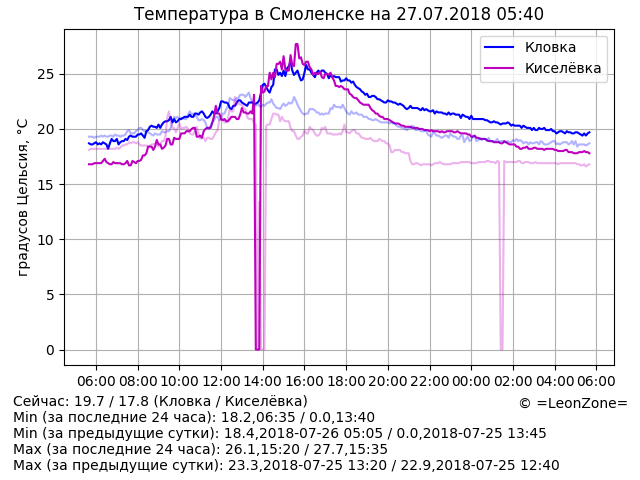 Температура в Смоленске на 27.07.2018 05:40
Кловка
Киселёвка
градусов Цельсия, °C
25
20
15
10
5
0
06:00 08:00 10:00 12:00 14:00 16:00 18:00 20:00 22:00 00:00 02:00 04:00 06:00
Сейчас: 19.7 / 17.8 (Кловка / Киселёвка)
© =LeonZone=
Min (за последние 24 часа): 18.2,06:35 / 0.0,13:40
Min (за предыдущие сутки): 18.4,2018-07-26 05:05 / 0.0,2018-07-25 13:45
Max (за последние 24 часа): 26.1,15:20 / 27.7,15:35
Max (за предыдущие сутки): 23.3,2018-07-25 13:20 / 22.9,2018-07-25 12:40